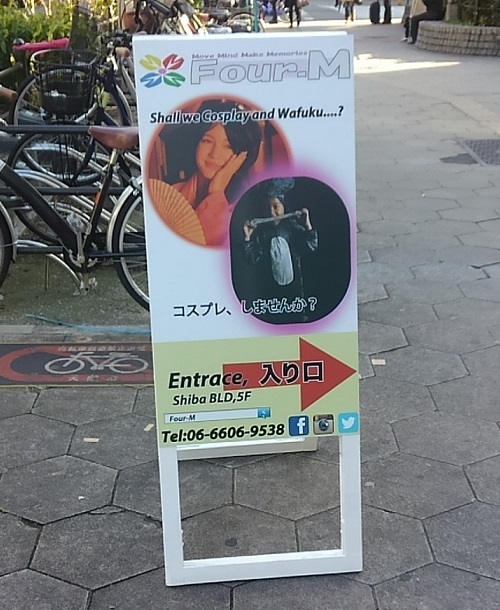 Move Mind Make Memories
Four-M
Shall we Cosplay and Wafuku....?
コスプレ、しませんか?
Entrace, 入り口
Shiba BLD,5F
Four-M
Tel:06-6606-9538